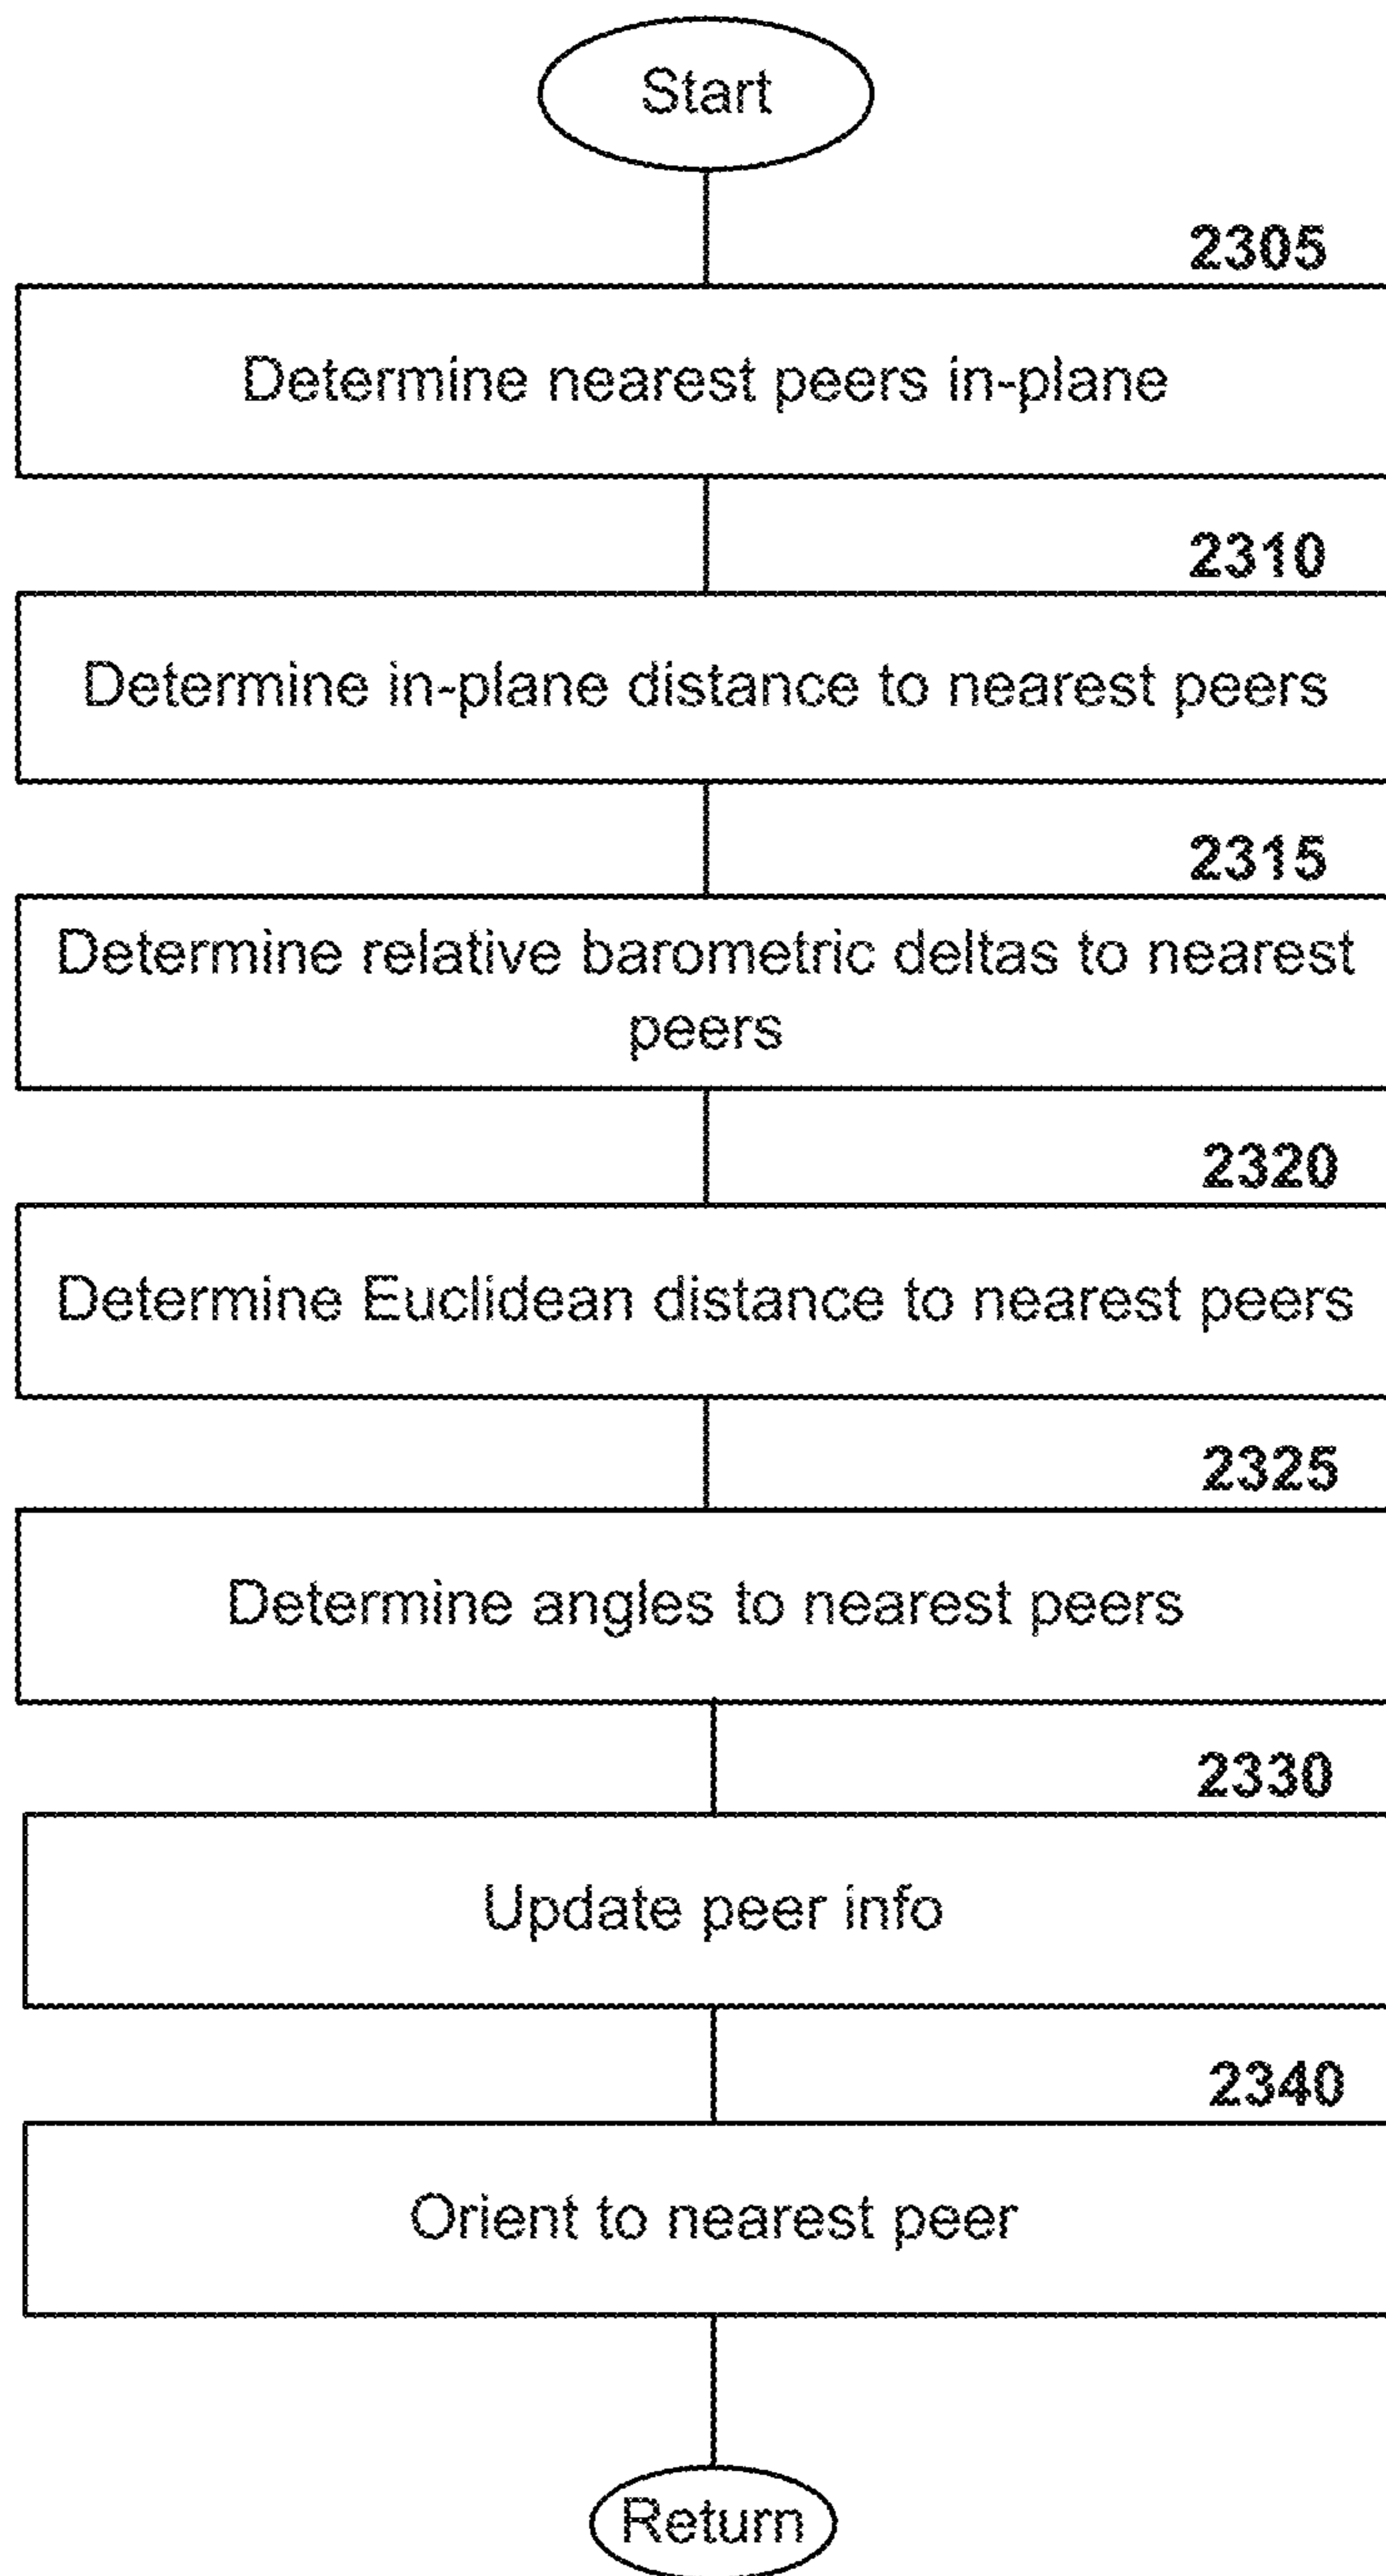 Start
2305
Determine nearest peers in-plane
2310
Determine in-plane distance to nearest peers
2315
Determine relative barometric deltas to nearest
peers
2320
Determine Euclidean distance to nearest peers
2325
Determine angles to nearest peers
2330
Update peer info
2340
Orient to nearest peer
Return